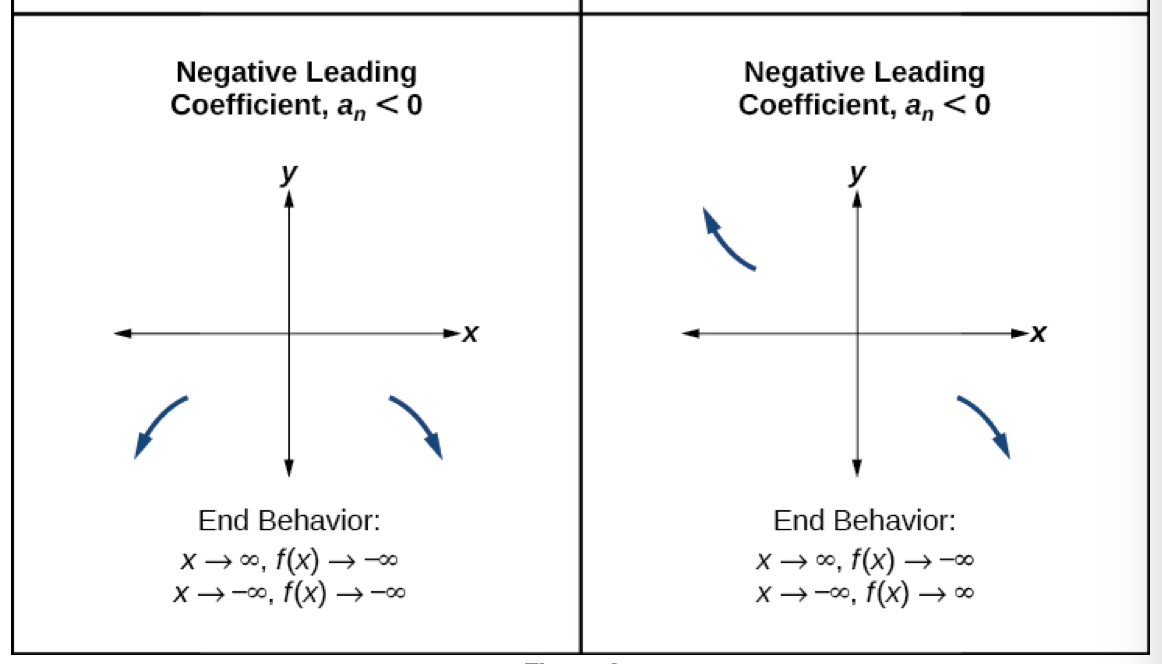 Negative Leading
Coefficient, aₙ < 0
y
x
End Behavior:
x → ∞, f(x) → −∞
x → −∞, f(x) → −∞
Negative Leading
Coefficient, aₙ < 0
y
x
End Behavior:
x → ∞, f(x) → −∞
x → −∞, f(x) → ∞